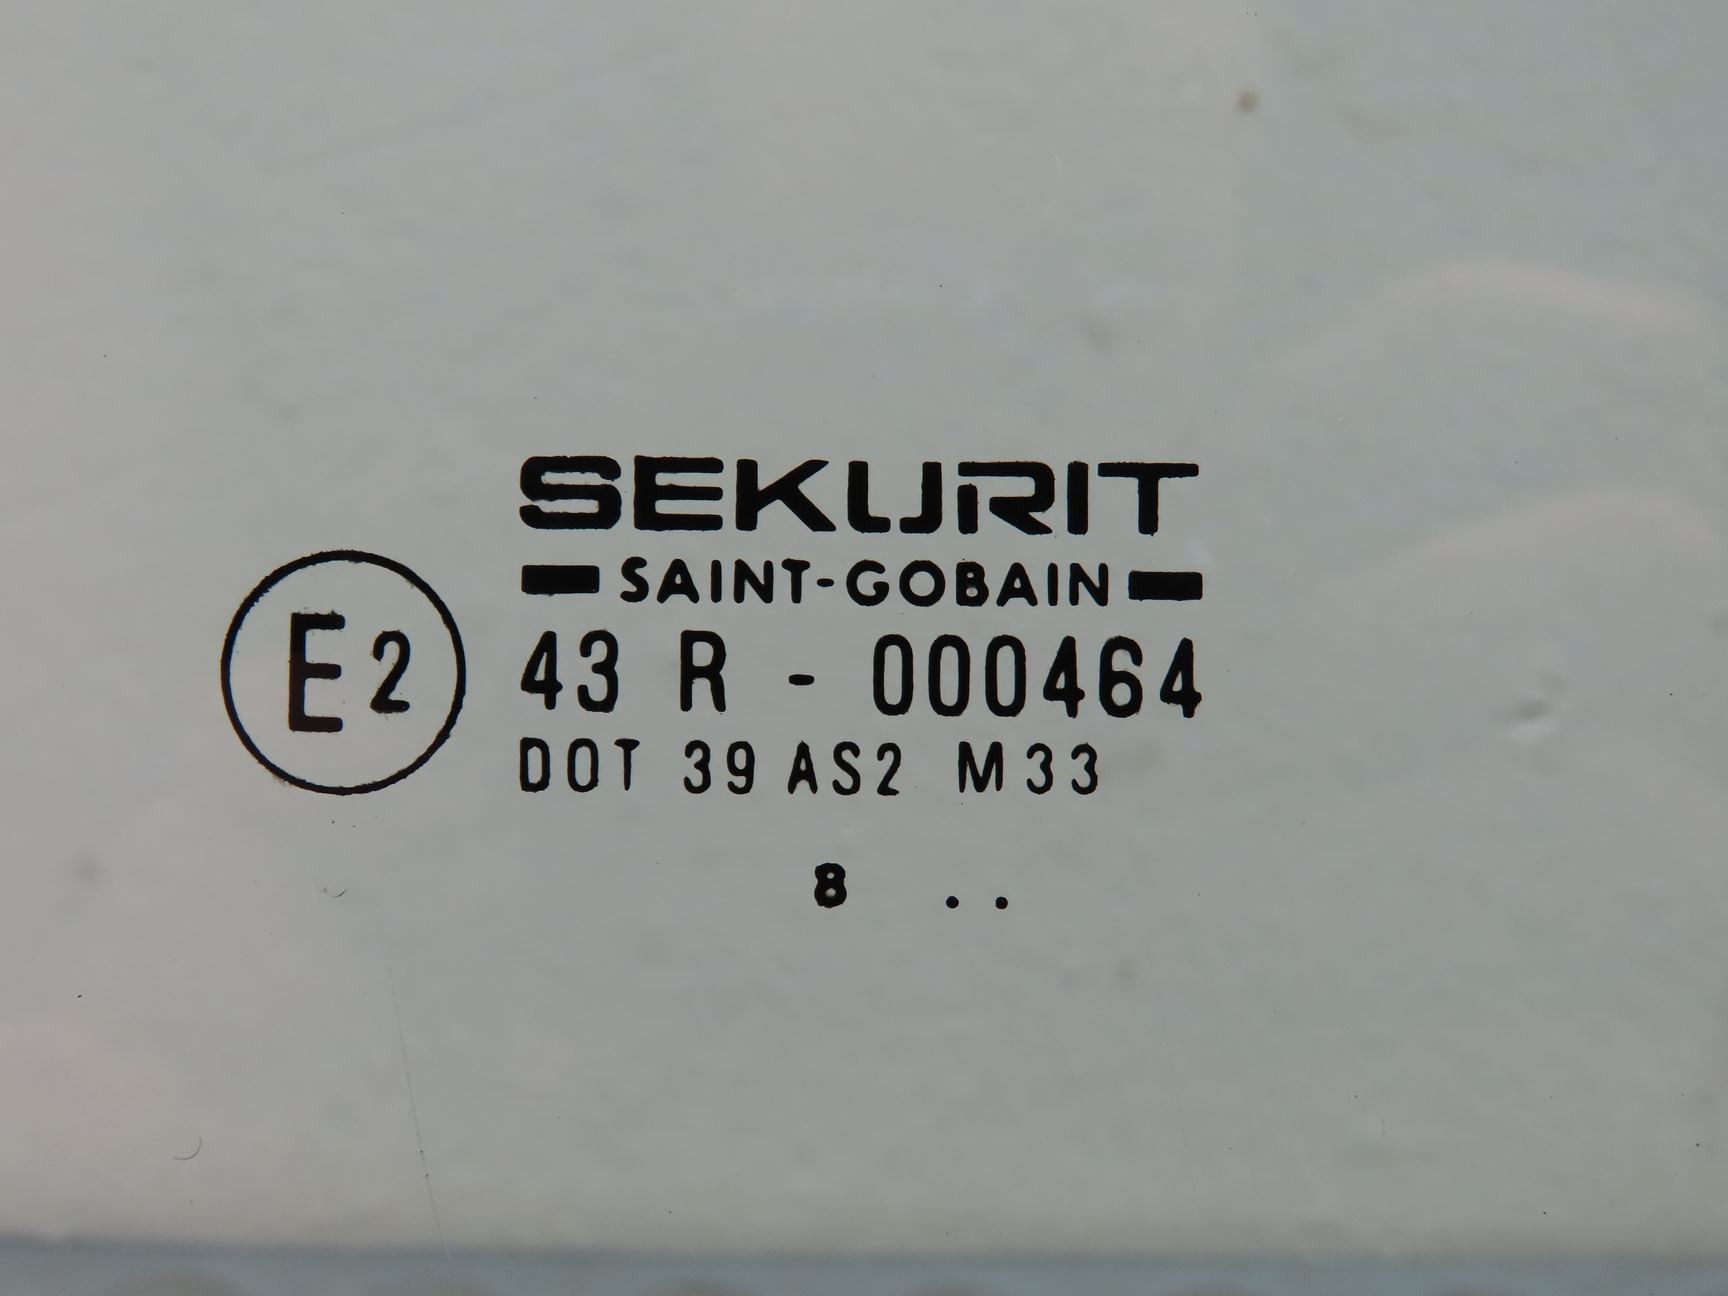 SEKURIT
SAINT-GOBAIN
E2
43 R - 000464
DOT 39 AS2 M33
8 . .